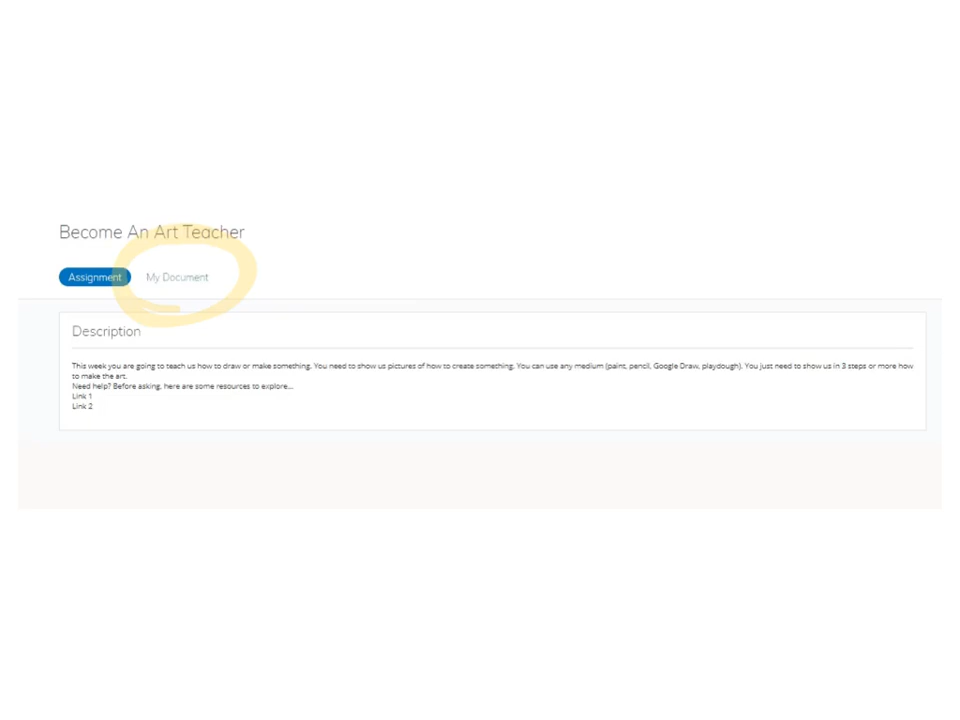 Become An Art Teacher
Assignment My Document
Description
This week you are going to teach us how to draw or make something. You need to show us pictures of how to create something. You can use any medium (paint, pencil, Google Draw, playdough). You just need to show us in 3 steps or more how
to make the art.
Need help? Before asking, here are some resources to explore...
Link 1
Link 2